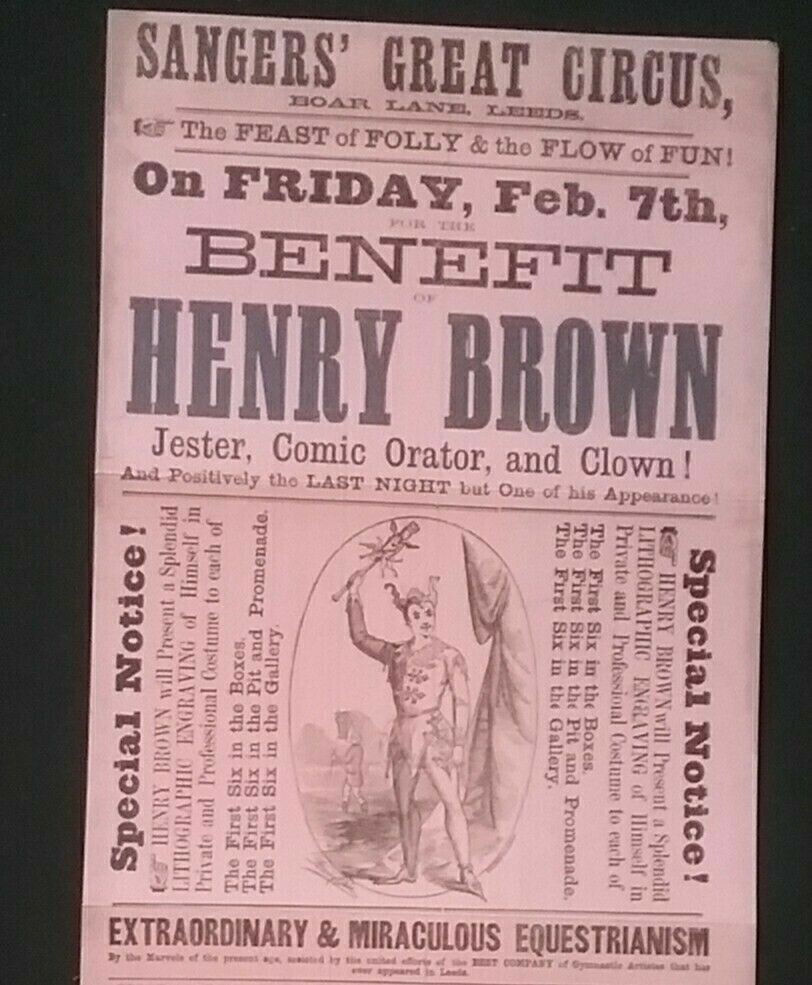 SANGERS' GREAT CIRCUS,
BOAR LANE, LEEDS.
☞ The FEAST of FOLLY & the FLOW of FUN!
On FRIDAY, Feb. 7th,
FOR THE
BENEFIT
OF
HENRY BROWN
Jester, Comic Orator, and Clown!
And Positively the LAST NIGHT but One of his Appearance!
Special Notice!
☞ HENRY BROWN will Present a Splendid
LITHOGRAPHIC ENGRAVING of Himself in
Private and Professional Costume to each of
The First Six in the Boxes.
The First Six in the Pit and Promenade.
The First Six in the Gallery.
Special Notice!
☞ HENRY BROWN will Present a Splendid
LITHOGRAPHIC ENGRAVING of Himself in
Private and Professional Costume to each of
The First Six in the Boxes.
The First Six in the Pit and Promenade.
The First Six in the Gallery.
EXTRAORDINARY & MIRACULOUS EQUESTRIANISM
By the Marvels of the present age, assisted by the united efforts of the BEST COMPANY of Gymnastic Artistes that has
ever appeared in Leeds.